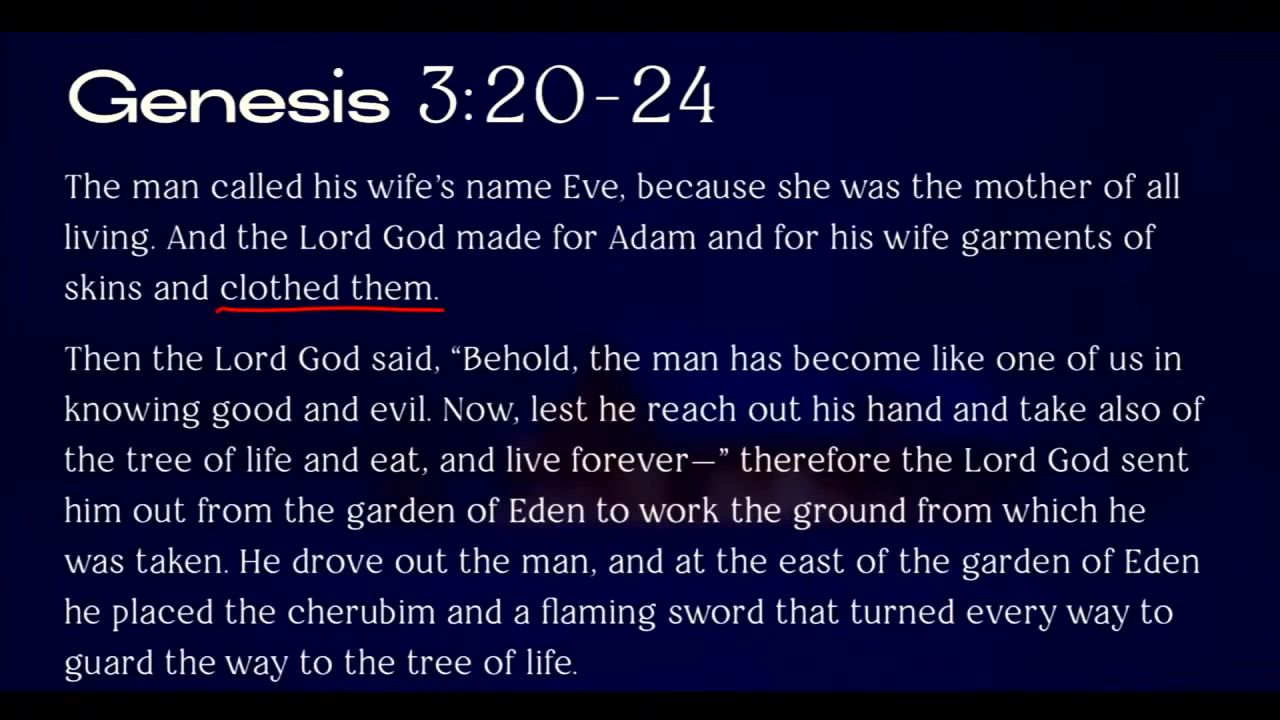 Genesis 3:20-24
The man called his wife’s name Eve, because she was the mother of all
living. And the Lord God made for Adam and for his wife garments of
skins and clothed them.
Then the Lord God said, “Behold, the man has become like one of us in
knowing good and evil. Now, lest he reach out his hand and take also of
the tree of life and eat, and live forever—” therefore the Lord God sent
him out from the garden of Eden to work the ground from which he
was taken. He drove out the man, and at the east of the garden of Eden
he placed the cherubim and a flaming sword that turned every way to
guard the way to the tree of life.